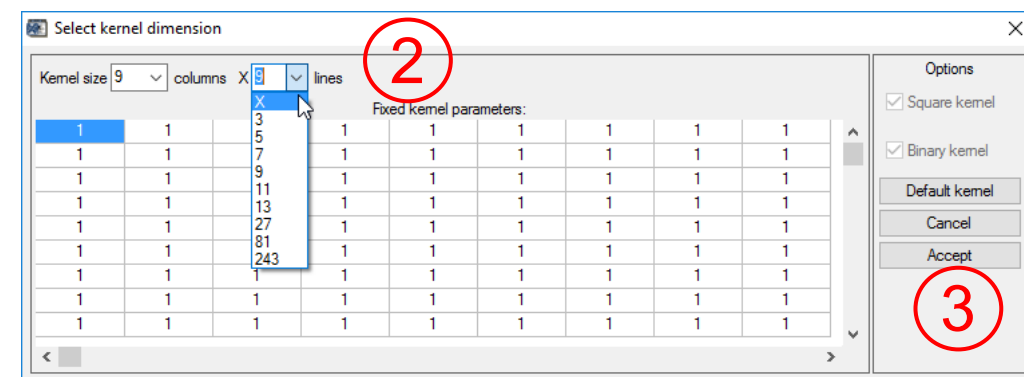 Select kernel dimension
2
Kernel size 9 columns X 9 lines
X
3
5
7
9
11
13
27
81
243
Fixed kernel parameters:
1 1 1 1 1 1 1 1
1 1 1 1 1 1 1 1
1 1 1 1 1 1 1 1
1 1 1 1 1 1 1 1
1 1 1 1 1 1 1 1
1 1 1 1 1 1 1 1
1 1 1 1 1 1 1 1 1
1 1 1 1 1 1 1 1 1
1 1 1 1 1 1 1 1 1
Options
Square kernel
Binary kernel
Default kernel
Cancel
Accept
3